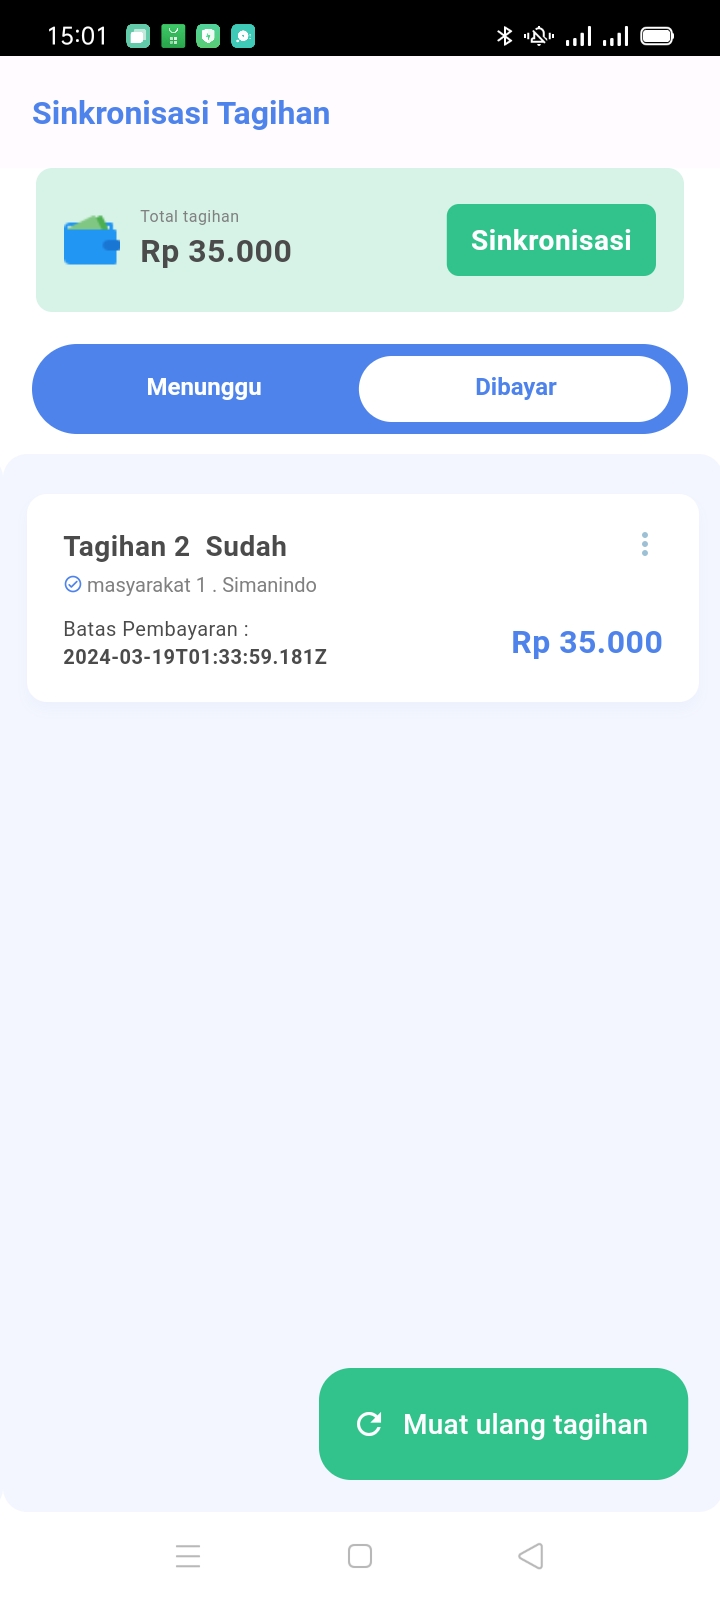 15:01
Sinkronisasi Tagihan
Total tagihan
Rp 35.000
Sinkronisasi
Menunggu
Dibayar
Tagihan 2  Sudah
masyarakat 1 . Simanindo
Batas Pembayaran :
2024-03-19T01:33:59.181Z
Rp 35.000
Muat ulang tagihan